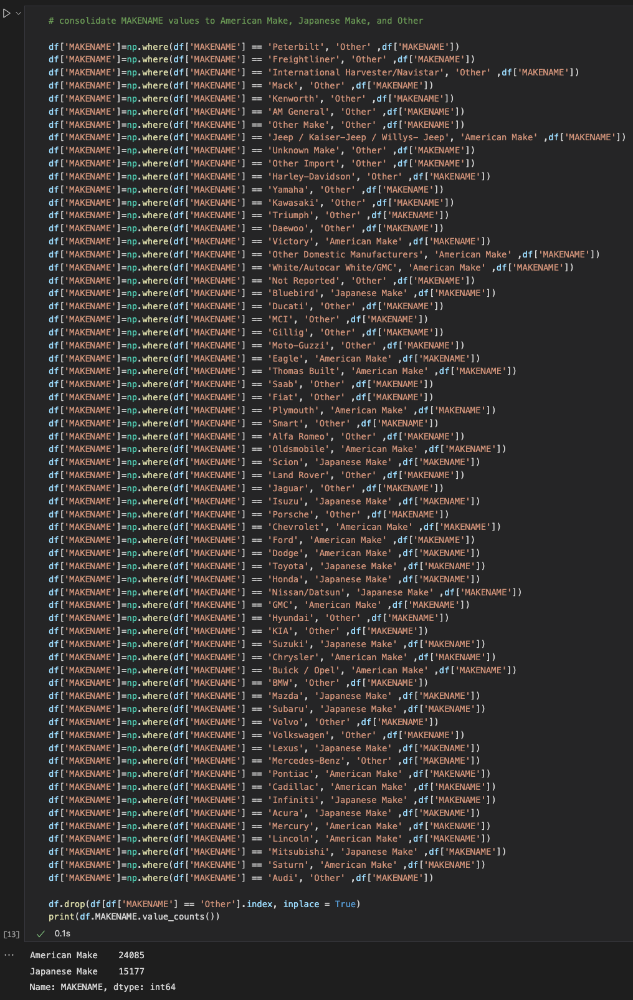 # consolidate MAKENAME values to American Make, Japanese Make, and Other
df['MAKENAME']=np.where(df['MAKENAME'] == 'Peterbilt', 'Other' ,df['MAKENAME'])
df['MAKENAME']=np.where(df['MAKENAME'] == 'Freightliner', 'Other' ,df['MAKENAME'])
df['MAKENAME']=np.where(df['MAKENAME'] == 'International Harvester/Navistar', 'Other' ,df['MAKENAME'])
df['MAKENAME']=np.where(df['MAKENAME'] == 'Mack', 'Other' ,df['MAKENAME'])
df['MAKENAME']=np.where(df['MAKENAME'] == 'Kenworth', 'Other' ,df['MAKENAME'])
df['MAKENAME']=np.where(df['MAKENAME'] == 'AM General', 'Other' ,df['MAKENAME'])
df['MAKENAME']=np.where(df['MAKENAME'] == 'Other Make', 'Other' ,df['MAKENAME'])
df['MAKENAME']=np.where(df['MAKENAME'] == 'Jeep / Kaiser-Jeep / Willys- Jeep', 'American Make' ,df['MAKENAME'])
df['MAKENAME']=np.where(df['MAKENAME'] == 'Unknown Make', 'Other' ,df['MAKENAME'])
df['MAKENAME']=np.where(df['MAKENAME'] == 'Other Import', 'Other' ,df['MAKENAME'])
df['MAKENAME']=np.where(df['MAKENAME'] == 'Harley-Davidson', 'Other' ,df['MAKENAME'])
df['MAKENAME']=np.where(df['MAKENAME'] == 'Yamaha', 'Other' ,df['MAKENAME'])
df['MAKENAME']=np.where(df['MAKENAME'] == 'Kawasaki', 'Other' ,df['MAKENAME'])
df['MAKENAME']=np.where(df['MAKENAME'] == 'Triumph', 'Other' ,df['MAKENAME'])
df['MAKENAME']=np.where(df['MAKENAME'] == 'Daewoo', 'Other' ,df['MAKENAME'])
df['MAKENAME']=np.where(df['MAKENAME'] == 'Victory', 'American Make' ,df['MAKENAME'])
df['MAKENAME']=np.where(df['MAKENAME'] == 'Other Domestic Manufacturers', 'American Make' ,df['MAKENAME'])
df['MAKENAME']=np.where(df['MAKENAME'] == 'White/Autocar White/GMC', 'American Make' ,df['MAKENAME'])
df['MAKENAME']=np.where(df['MAKENAME'] == 'Not Reported', 'Other' ,df['MAKENAME'])
df['MAKENAME']=np.where(df['MAKENAME'] == 'Bluebird', 'Japanese Make' ,df['MAKENAME'])
df['MAKENAME']=np.where(df['MAKENAME'] == 'Ducati', 'Other' ,df['MAKENAME'])
df['MAKENAME']=np.where(df['MAKENAME'] == 'MCI', 'Other' ,df['MAKENAME'])
df['MAKENAME']=np.where(df['MAKENAME'] == 'Gillig', 'Other' ,df['MAKENAME'])
df['MAKENAME']=np.where(df['MAKENAME'] == 'Moto-Guzzi', 'Other' ,df['MAKENAME'])
df['MAKENAME']=np.where(df['MAKENAME'] == 'Eagle', 'American Make' ,df['MAKENAME'])
df['MAKENAME']=np.where(df['MAKENAME'] == 'Thomas Built', 'American Make' ,df['MAKENAME'])
df['MAKENAME']=np.where(df['MAKENAME'] == 'Saab', 'Other' ,df['MAKENAME'])
df['MAKENAME']=np.where(df['MAKENAME'] == 'Fiat', 'Other' ,df['MAKENAME'])
df['MAKENAME']=np.where(df['MAKENAME'] == 'Plymouth', 'American Make' ,df['MAKENAME'])
df['MAKENAME']=np.where(df['MAKENAME'] == 'Smart', 'Other' ,df['MAKENAME'])
df['MAKENAME']=np.where(df['MAKENAME'] == 'Alfa Romeo', 'Other' ,df['MAKENAME'])
df['MAKENAME']=np.where(df['MAKENAME'] == 'Oldsmobile', 'American Make' ,df['MAKENAME'])
df['MAKENAME']=np.where(df['MAKENAME'] == 'Scion', 'Japanese Make' ,df['MAKENAME'])
df['MAKENAME']=np.where(df['MAKENAME'] == 'Land Rover', 'Other' ,df['MAKENAME'])
df['MAKENAME']=np.where(df['MAKENAME'] == 'Jaguar', 'Other' ,df['MAKENAME'])
df['MAKENAME']=np.where(df['MAKENAME'] == 'Isuzu', 'Japanese Make' ,df['MAKENAME'])
df['MAKENAME']=np.where(df['MAKENAME'] == 'Porsche', 'Other' ,df['MAKENAME'])
df['MAKENAME']=np.where(df['MAKENAME'] == 'Chevrolet', 'American Make' ,df['MAKENAME'])
df['MAKENAME']=np.where(df['MAKENAME'] == 'Ford', 'American Make' ,df['MAKENAME'])
df['MAKENAME']=np.where(df['MAKENAME'] == 'Dodge', 'American Make' ,df['MAKENAME'])
df['MAKENAME']=np.where(df['MAKENAME'] == 'Toyota', 'Japanese Make' ,df['MAKENAME'])
df['MAKENAME']=np.where(df['MAKENAME'] == 'Honda', 'Japanese Make' ,df['MAKENAME'])
df['MAKENAME']=np.where(df['MAKENAME'] == 'Nissan/Datsun', 'Japanese Make' ,df['MAKENAME'])
df['MAKENAME']=np.where(df['MAKENAME'] == 'GMC', 'American Make' ,df['MAKENAME'])
df['MAKENAME']=np.where(df['MAKENAME'] == 'Hyundai', 'Other' ,df['MAKENAME'])
df['MAKENAME']=np.where(df['MAKENAME'] == 'KIA', 'Other' ,df['MAKENAME'])
df['MAKENAME']=np.where(df['MAKENAME'] == 'Suzuki', 'Japanese Make' ,df['MAKENAME'])
df['MAKENAME']=np.where(df['MAKENAME'] == 'Chrysler', 'American Make' ,df['MAKENAME'])
df['MAKENAME']=np.where(df['MAKENAME'] == 'Buick / Opel', 'American Make' ,df['MAKENAME'])
df['MAKENAME']=np.where(df['MAKENAME'] == 'BMW', 'Other' ,df['MAKENAME'])
df['MAKENAME']=np.where(df['MAKENAME'] == 'Mazda', 'Japanese Make' ,df['MAKENAME'])
df['MAKENAME']=np.where(df['MAKENAME'] == 'Subaru', 'Japanese Make' ,df['MAKENAME'])
df['MAKENAME']=np.where(df['MAKENAME'] == 'Volvo', 'Other' ,df['MAKENAME'])
df['MAKENAME']=np.where(df['MAKENAME'] == 'Volkswagen', 'Other' ,df['MAKENAME'])
df['MAKENAME']=np.where(df['MAKENAME'] == 'Lexus', 'Japanese Make' ,df['MAKENAME'])
df['MAKENAME']=np.where(df['MAKENAME'] == 'Mercedes-Benz', 'Other' ,df['MAKENAME'])
df['MAKENAME']=np.where(df['MAKENAME'] == 'Pontiac', 'American Make' ,df['MAKENAME'])
df['MAKENAME']=np.where(df['MAKENAME'] == 'Cadillac', 'American Make' ,df['MAKENAME'])
df['MAKENAME']=np.where(df['MAKENAME'] == 'Infiniti', 'Japanese Make' ,df['MAKENAME'])
df['MAKENAME']=np.where(df['MAKENAME'] == 'Acura', 'Japanese Make' ,df['MAKENAME'])
df['MAKENAME']=np.where(df['MAKENAME'] == 'Mercury', 'American Make' ,df['MAKENAME'])
df['MAKENAME']=np.where(df['MAKENAME'] == 'Lincoln', 'American Make' ,df['MAKENAME'])
df['MAKENAME']=np.where(df['MAKENAME'] == 'Mitsubishi', 'Japanese Make' ,df['MAKENAME'])
df['MAKENAME']=np.where(df['MAKENAME'] == 'Saturn', 'American Make' ,df['MAKENAME'])
df['MAKENAME']=np.where(df['MAKENAME'] == 'Audi', 'Other' ,df['MAKENAME'])
df.drop(df[df['MAKENAME'] == 'Other'].index, inplace = True)
print(df.MAKENAME.value_counts())
[13] ✓ 0.1s
... American Make 24085
Japanese Make 15177
Name: MAKENAME, dtype: int64